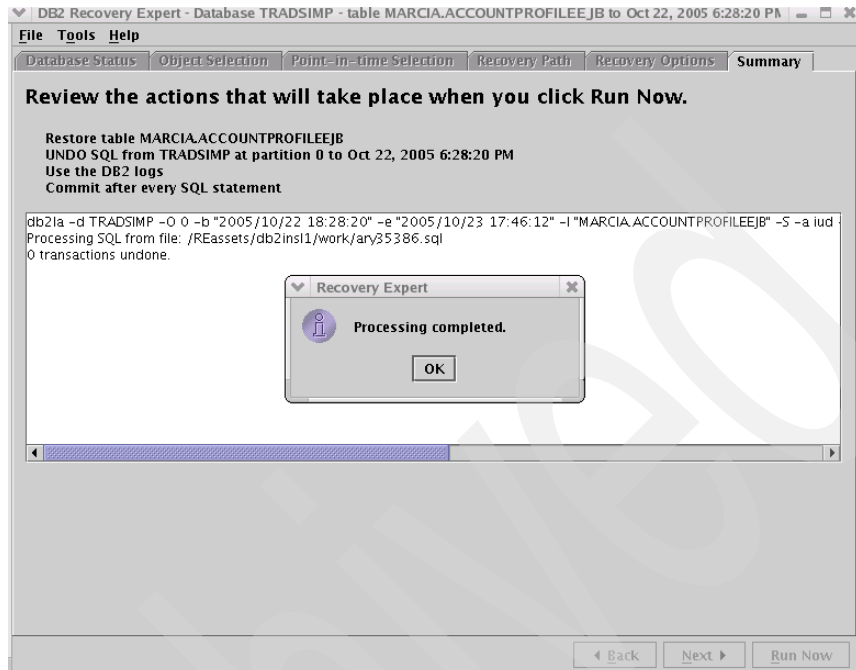 DB2 Recovery Expert - Database TRADSIMP - table MARCIA.ACCOUNTPROFILEEJB to Oct 22, 2005 6:28:20 PM
File Tools Help
Database Status Object Selection Point-in-time Selection Recovery Path Recovery Options Summary
Review the actions that will take place when you click Run Now.
Restore table MARCIA.ACCOUNTPROFILEEJB
UNDO SQL from TRADSIMP at partition 0 to Oct 22, 2005 6:28:20 PM
Use the DB2 logs
Commit after every SQL statement
db2la -d TRADSIMP -O 0 -b "2005/10/22 18:28:20" -e "2005/10/23 17:46:12" -l "MARCIA.ACCOUNTPROFILEEJB" -S -a iud
Processing SQL from file: /REassets/db2inst1/work/ary35386.sql
0 transactions undone.
Recovery Expert
Processing completed.
OK
Back Next Run Now